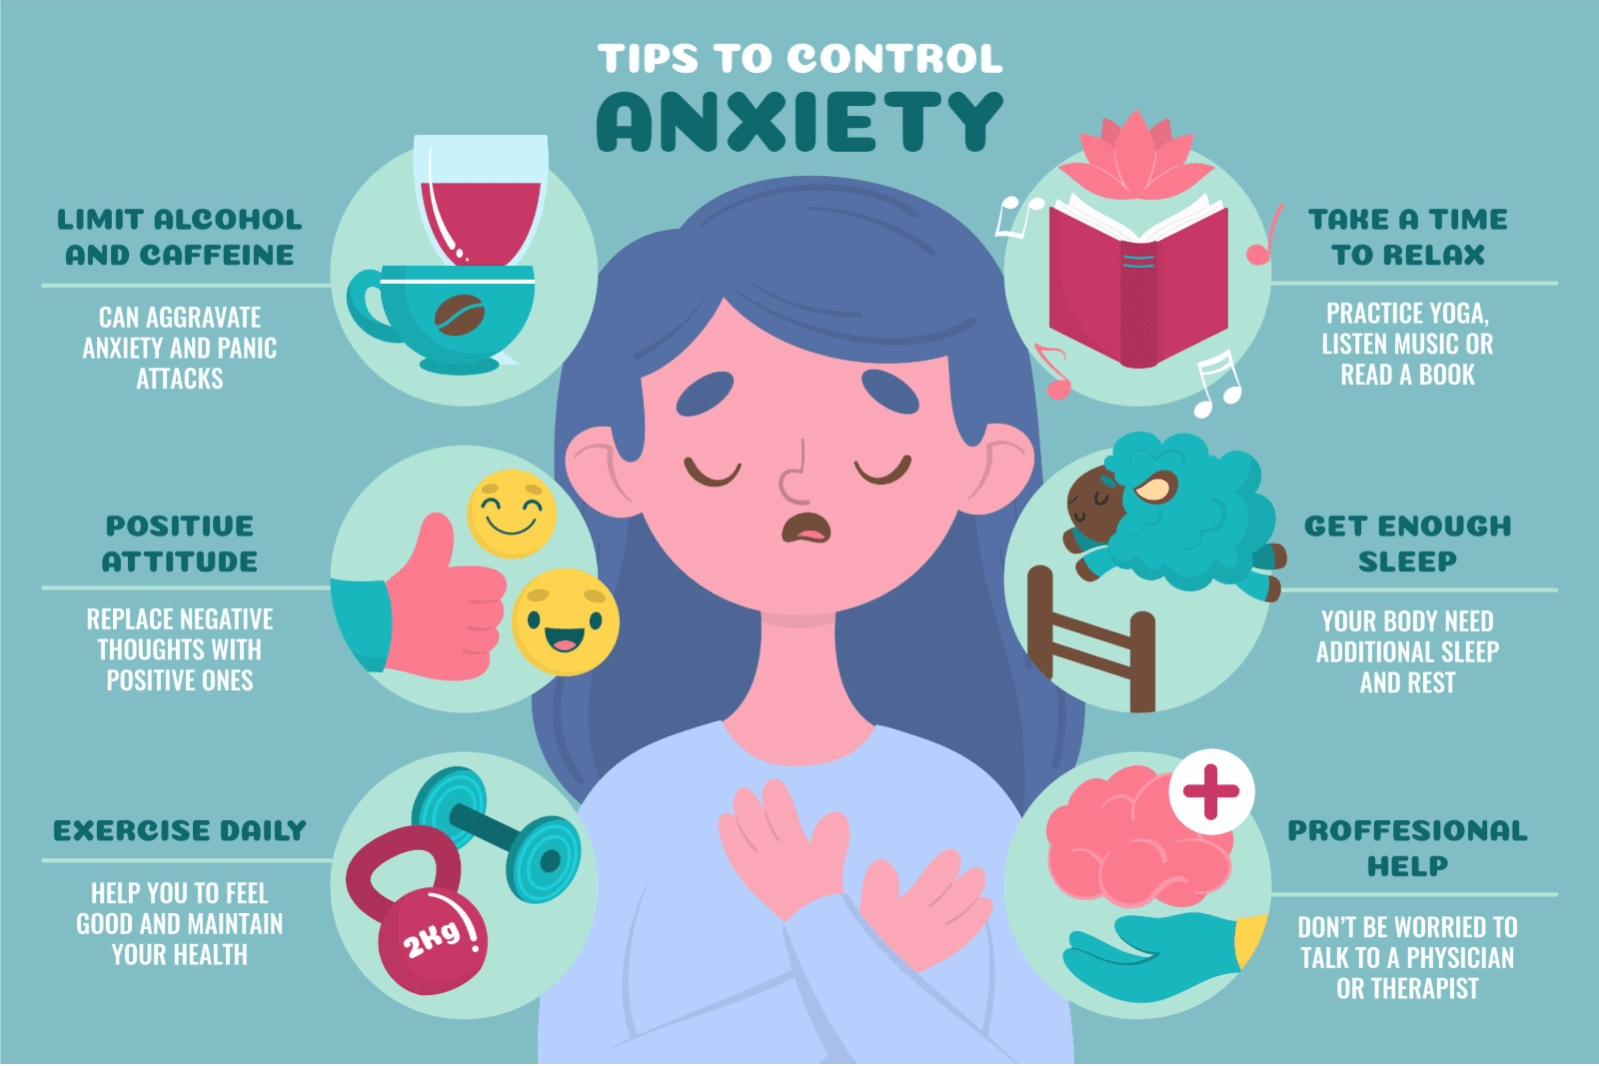 TIPS TO CONTROL
ANXIETY
LIMIT ALCOHOL
AND CAFFEINE
CAN AGGRAVATE
ANXIETY AND PANIC
ATTACKS
POSITIVE
ATTITUDE
REPLACE NEGATIVE
THOUGHTS WITH
POSITIVE ONES
EXERCISE DAILY
HELP YOU TO FEEL
GOOD AND MAINTAIN
YOUR HEALTH
2Kg
TAKE A TIME
TO RELAX
PRACTICE YOGA,
LISTEN MUSIC OR
READ A BOOK
GET ENOUGH
SLEEP
YOUR BODY NEED
ADDITIONAL SLEEP
AND REST
PROFFESIONAL
HELP
DON'T BE WORRIED TO
TALK TO A PHYSICIAN
OR THERAPIST